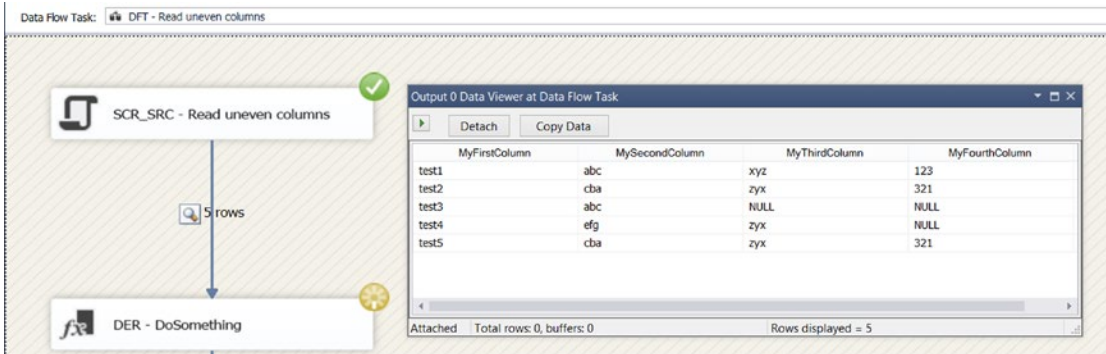 Data Flow Task: DFT - Read uneven columns
SCR_SRC - Read uneven columns
5 rows
fx
DER - DoSomething
Output 0 Data Viewer at Data Flow Task
Detach Copy Data
MyFirstColumn MySecondColumn MyThirdColumn MyFourthColumn
test1 abc xyz 123
test2 cba zyx 321
test3 abc NULL NULL
test4 efg zyx NULL
test5 cba zyx 321
Attached Total rows: 0, buffers: 0 Rows displayed = 5